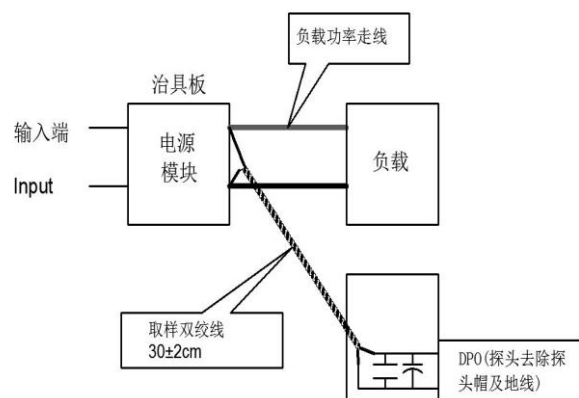 负载功率走线
治具板
输入端
电源
模块
负载
Input
取样双绞线
30±2cm
DPO(探头去除探
头帽及地线)